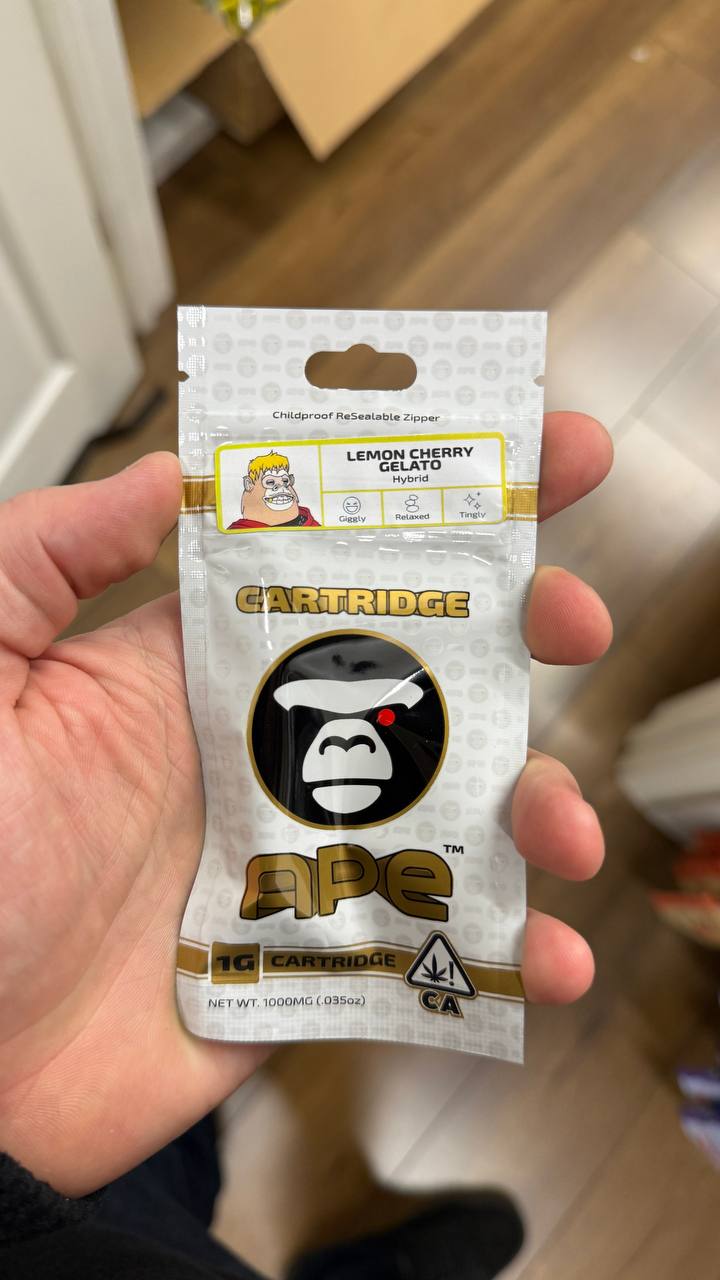 Childproof ReSealable Zipper
LEMON CHERRY
GELATO
Hybrid
Giggly Relaxed Tingly
CARTRIDGE
APE™
1G CARTRIDGE
CA
NET WT. 1000MG (.035oz)